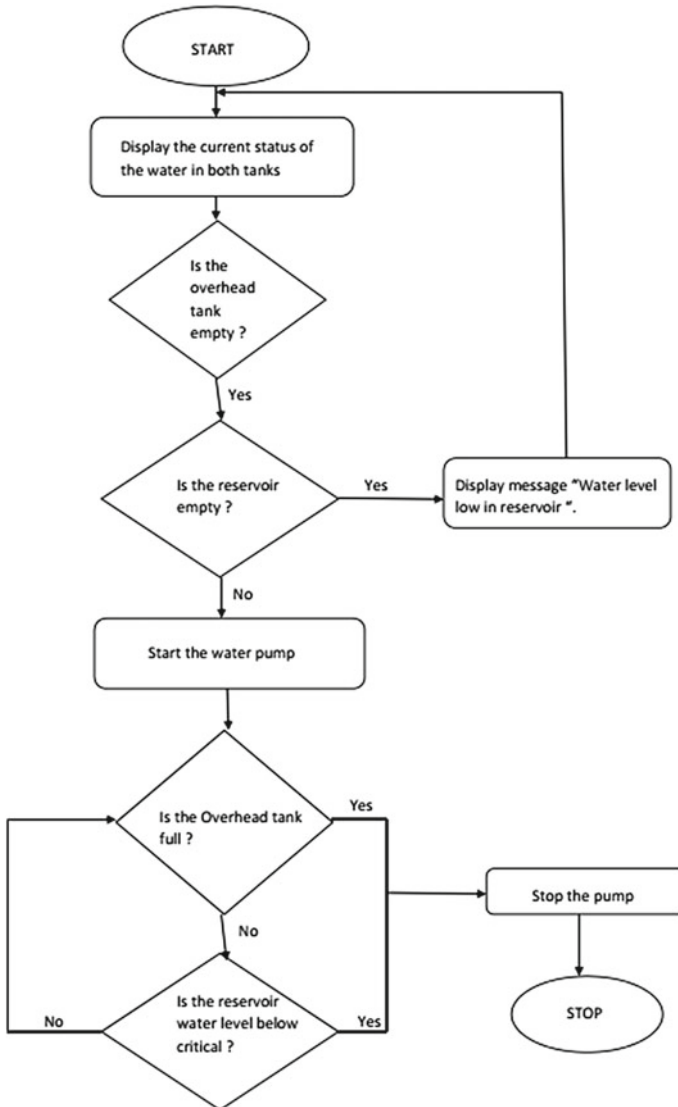 START
Display the current status of
the water in both tanks
Is the
overhead
tank
empty ?
Yes
Is the reservoir
empty ?
Yes
Display message "Water level
low in reservoir ".
No
Start the water pump
Is the Overhead tank
full ?
Yes
Stop the pump
No
Is the reservoir
water level below
critical ?
No
Yes
STOP